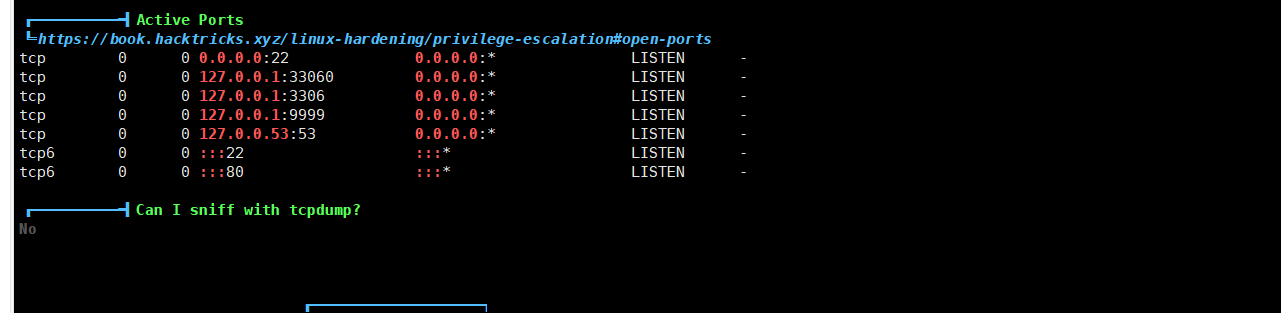 Active Ports
https://book.hacktricks.xyz/linux-hardening/privilege-escalation#open-ports
tcp 0 0 0.0.0.0:22 0.0.0.0:* LISTEN -
tcp 0 0 127.0.0.1:33060 0.0.0.0:* LISTEN -
tcp 0 0 127.0.0.1:3306 0.0.0.0:* LISTEN -
tcp 0 0 127.0.0.1:9999 0.0.0.0:* LISTEN -
tcp 0 0 127.0.0.53:53 0.0.0.0:* LISTEN -
tcp6 0 0 :::22 :::* LISTEN -
tcp6 0 0 :::80 :::* LISTEN -
Can I sniff with tcpdump?
No